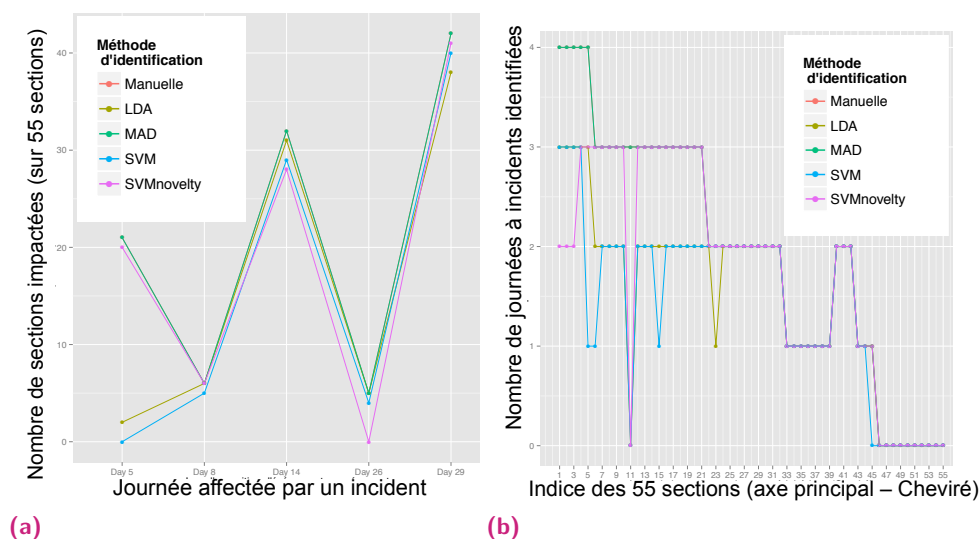 Nombre de sections impactées (sur 55 sections)
40
30
20
10
0
Méthode
d'identification
Manuelle
LDA
MAD
SVM
SVMnovelty
Day 5 Day 8 Day 14 Day 26 Day 29
Journée affectée par un incident
(a)
Nombre de journées à incidents identifiées
4
3
2
1
0
Méthode
d'identification
Manuelle
LDA
MAD
SVM
SVMnovelty
1 3 5 7 9 11 13 15 17 19 21 23 25 27 29 31 33 35 37 39 41 43 45 47 49 51 53 55
Indice des 55 sections (axe principal – Cheviré)
(b)